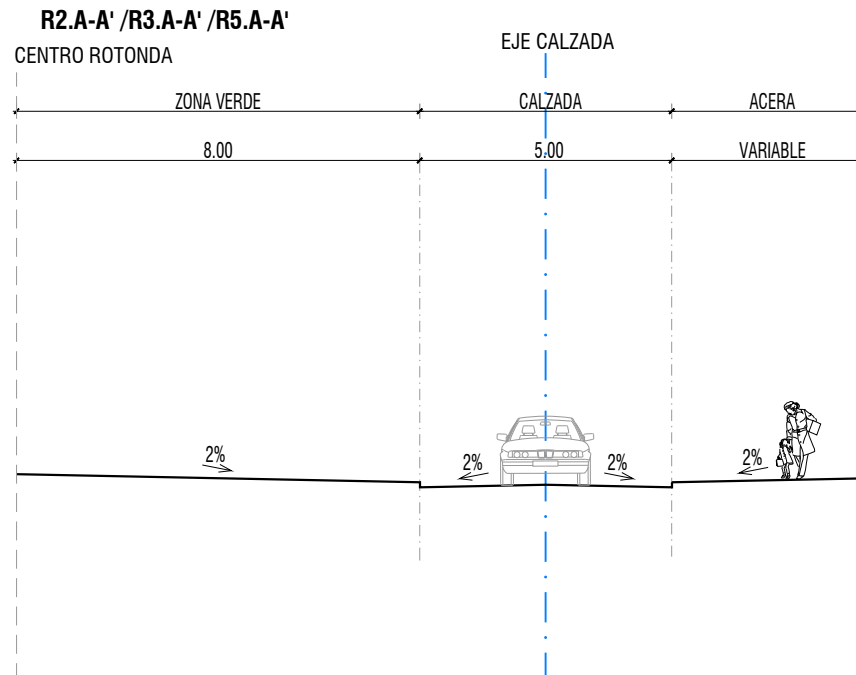 R2.A-A' /R3.A-A' /R5.A-A'
CENTRO ROTONDA
EJE CALZADA
ZONA VERDE
CALZADA
ACERA
8.00
5.00
VARIABLE
2%
2%
2%
2%